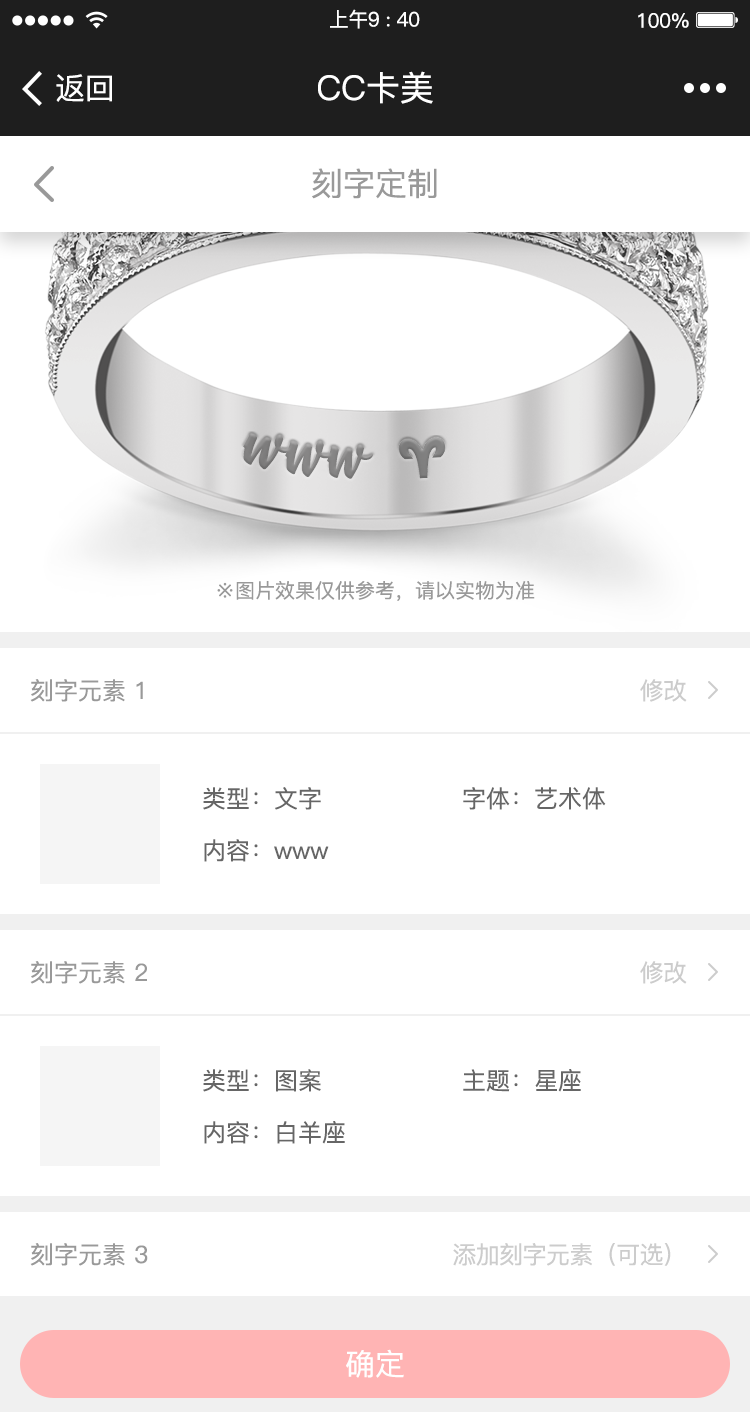 上午9 : 40
100%
返回
CC卡美
刻字定制
www
※图片效果仅供参考，请以实物为准
刻字元素 1
修改
类型：文字
字体：艺术体
内容：www
刻字元素 2
修改
类型：图案
主题：星座
内容：白羊座
刻字元素 3
添加刻字元素（可选）
确定